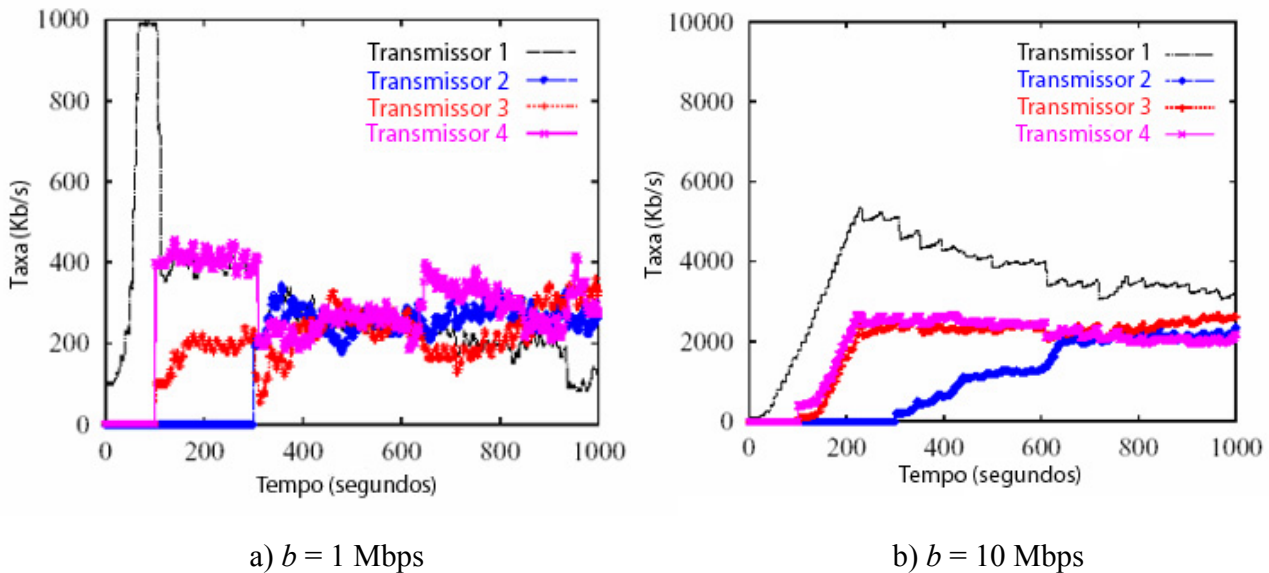 1000
800
600
400
200
0
Taxa (Kb/s)
Transmissor 1
Transmissor 2
Transmissor 3
Transmissor 4
0 200 400 600 800 1000
Tempo (segundos)
a) b = 1 Mbps
10000
8000
6000
4000
2000
0
Taxa (Kb/s)
Transmissor 1
Transmissor 2
Transmissor 3
Transmissor 4
0 200 400 600 800 1000
Tempo (segundos)
b) b = 10 Mbps